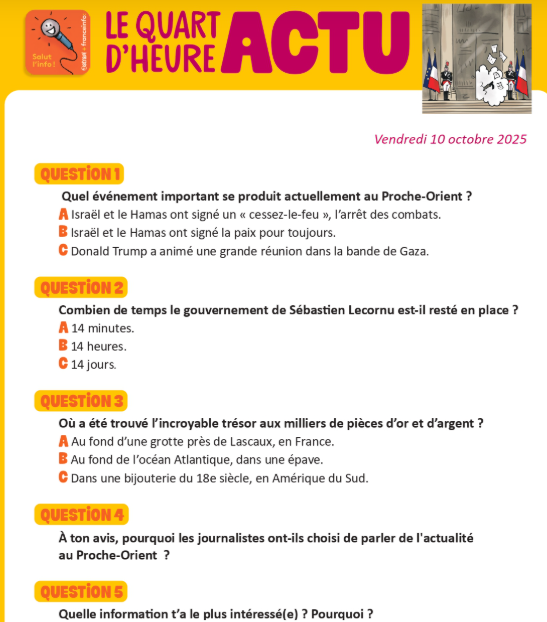 LE QUART
D'HEURE ACTU
Salut
l'info !
Astrapi - franceinfo
Vendredi 10 octobre 2025
QUESTION 1
Quel événement important se produit actuellement au Proche-Orient ?
A Israël et le Hamas ont signé un « cessez-le-feu », l'arrêt des combats.
B Israël et le Hamas ont signé la paix pour toujours.
C Donald Trump a animé une grande réunion dans la bande de Gaza.
QUESTION 2
Combien de temps le gouvernement de Sébastien Lecornu est-il resté en place ?
A 14 minutes.
B 14 heures.
C 14 jours.
QUESTION 3
Où a été trouvé l'incroyable trésor aux milliers de pièces d'or et d'argent ?
A Au fond d'une grotte près de Lascaux, en France.
B Au fond de l'océan Atlantique, dans une épave.
C Dans une bijouterie du 18e siècle, en Amérique du Sud.
QUESTION 4
À ton avis, pourquoi les journalistes ont-ils choisi de parler de l'actualité
au Proche-Orient ?
QUESTION 5
Quelle information t'a le plus intéressé(e) ? Pourquoi ?